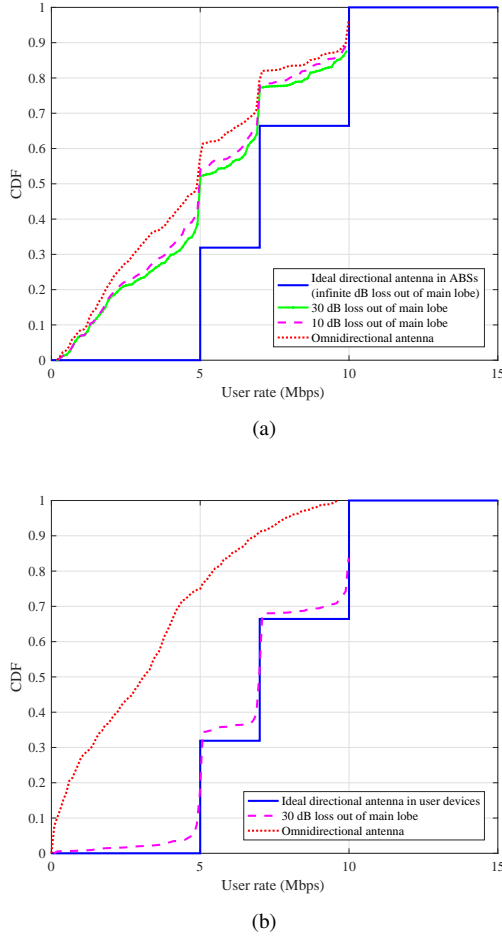 1
0.9
0.8
0.7
0.6
0.5
0.4
0.3
0.2
0.1
0
CDF
Ideal directional antenna in ABSs
(infinite dB loss out of main lobe)
30 dB loss out of main lobe
10 dB loss out of main lobe
Omnidirectional antenna
0 5 10 15
User rate (Mbps)
(a)
1
0.9
0.8
0.7
0.6
0.5
0.4
0.3
0.2
0.1
0
CDF
Ideal directional antenna in user devices
30 dB loss out of main lobe
Omnidirectional antenna
0 5 10 15
User rate (Mbps)
(b)